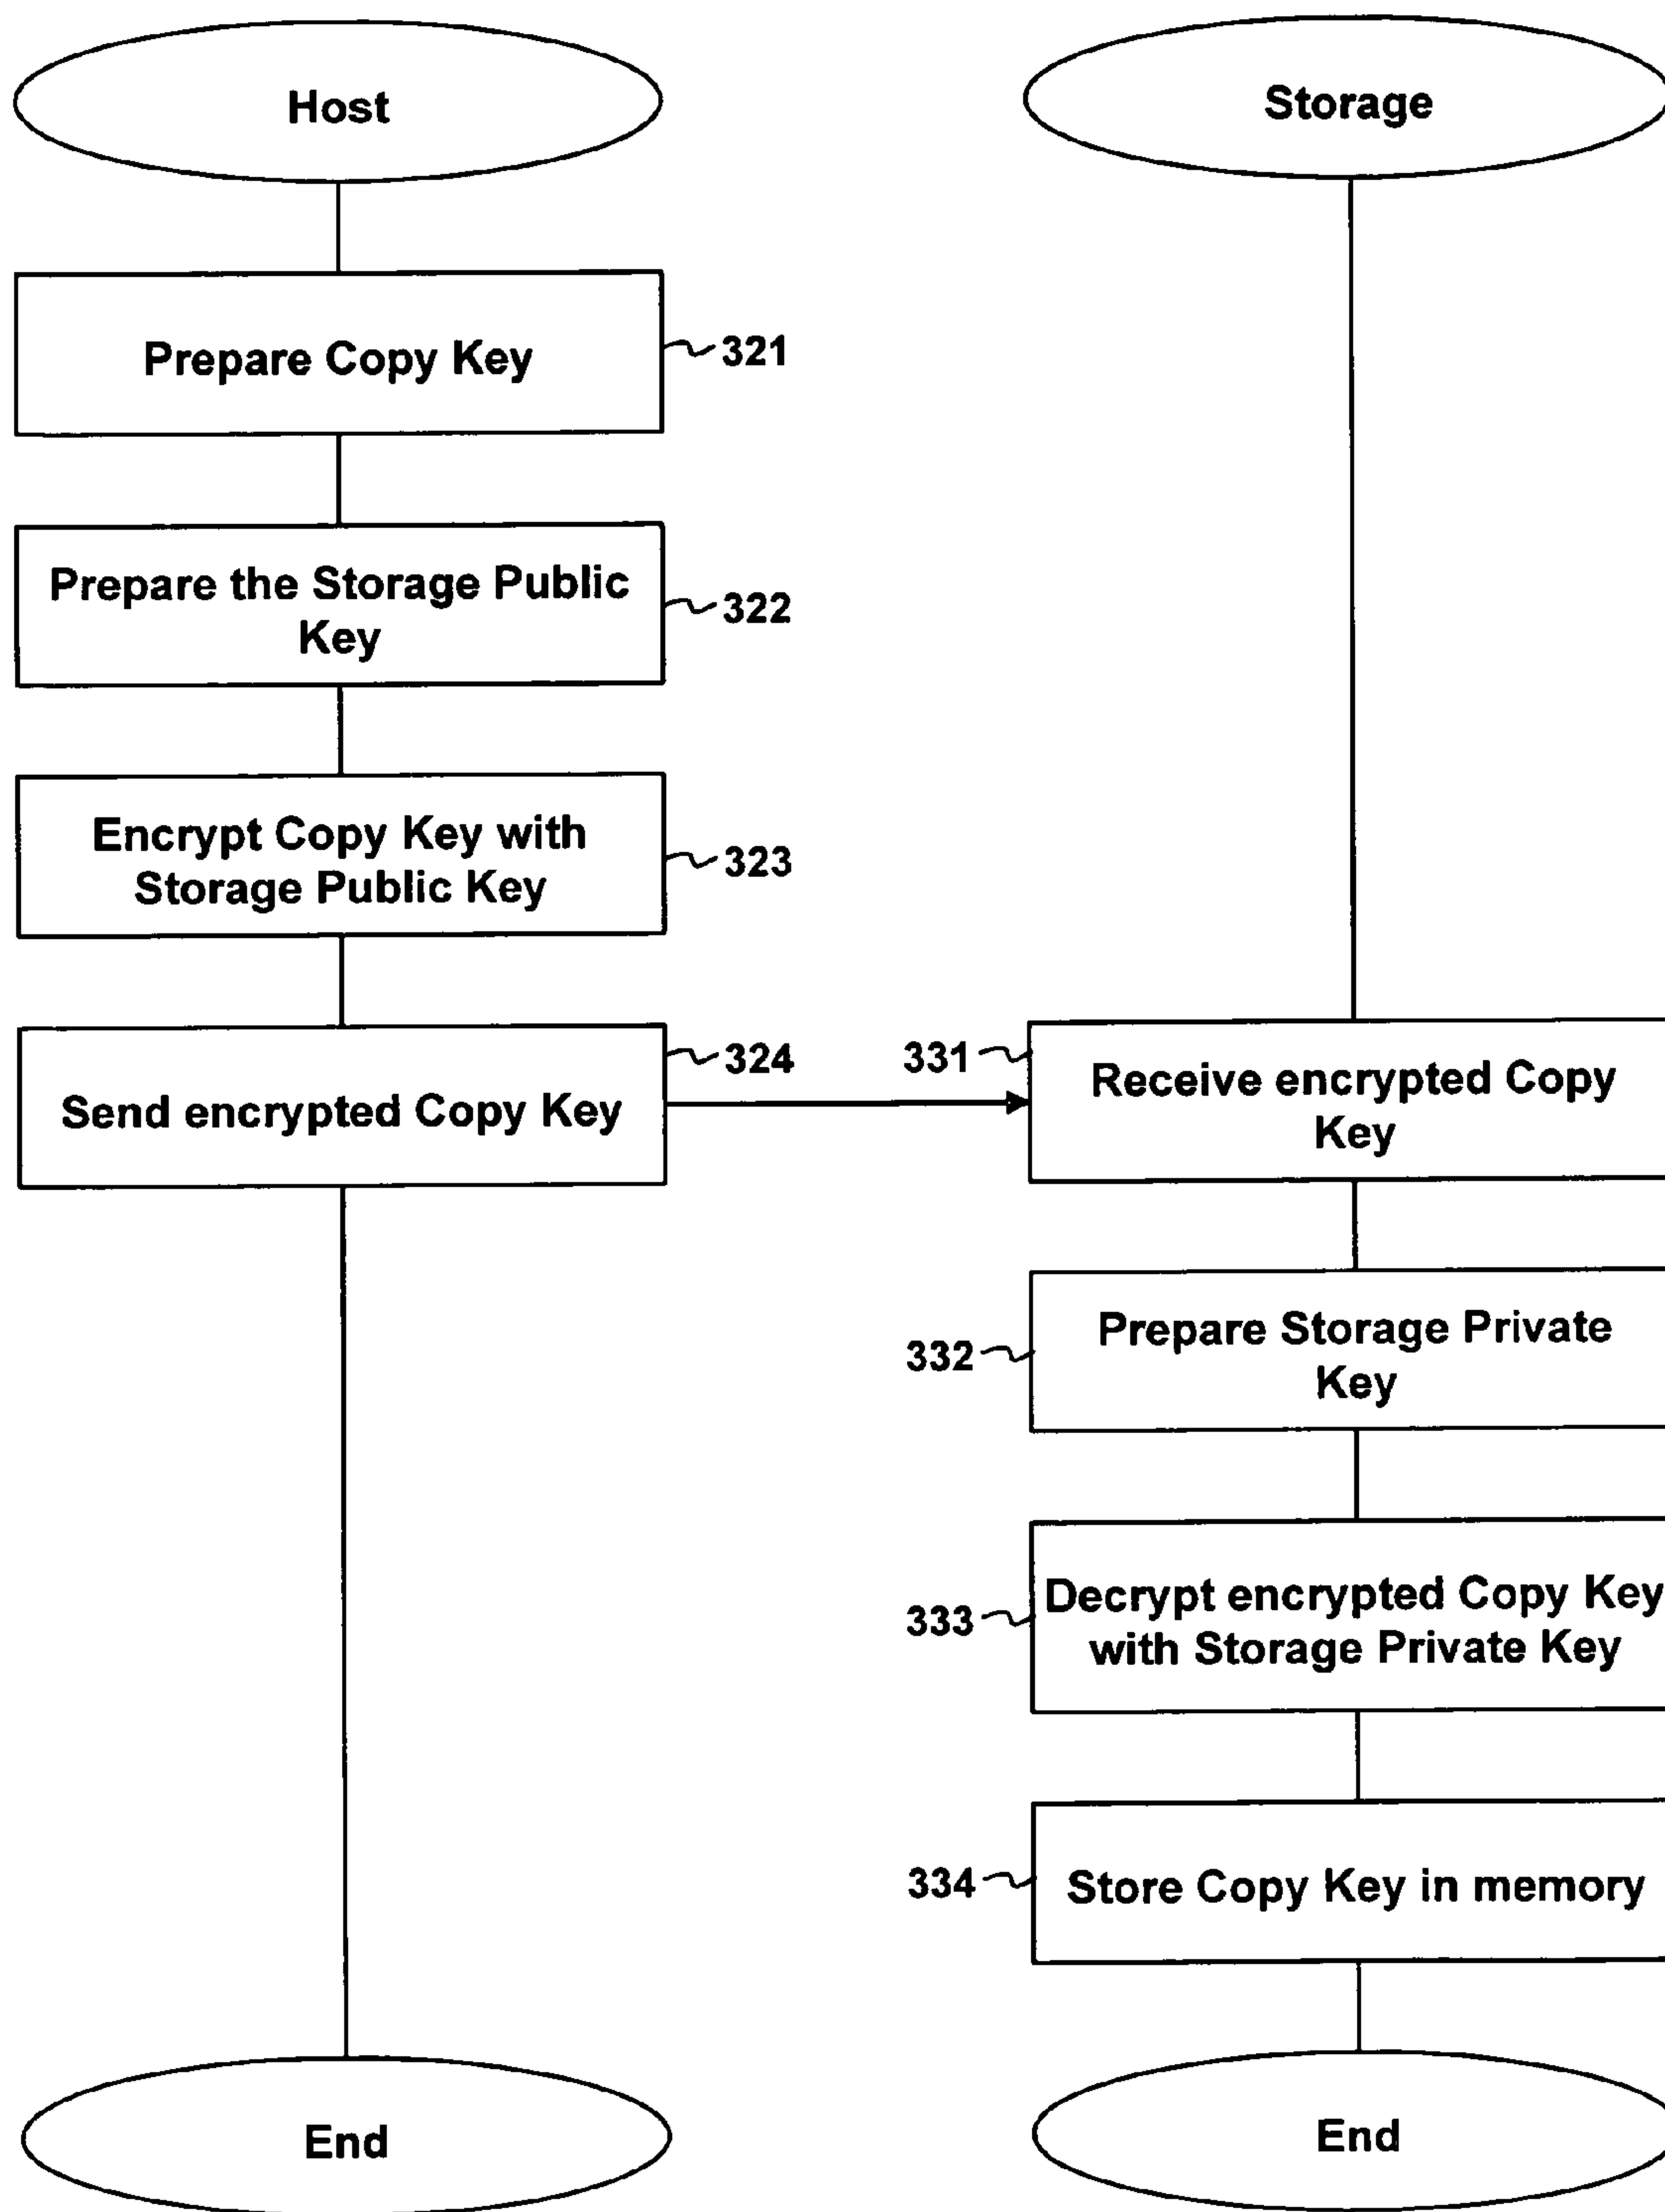 Host
Prepare Copy Key
321
Prepare the Storage Public
Key
322
Encrypt Copy Key with
Storage Public Key
323
Send encrypted Copy Key
324
End
Storage
331
Receive encrypted Copy
Key
332
Prepare Storage Private
Key
333
Decrypt encrypted Copy Key
with Storage Private Key
334
Store Copy Key in memory
End